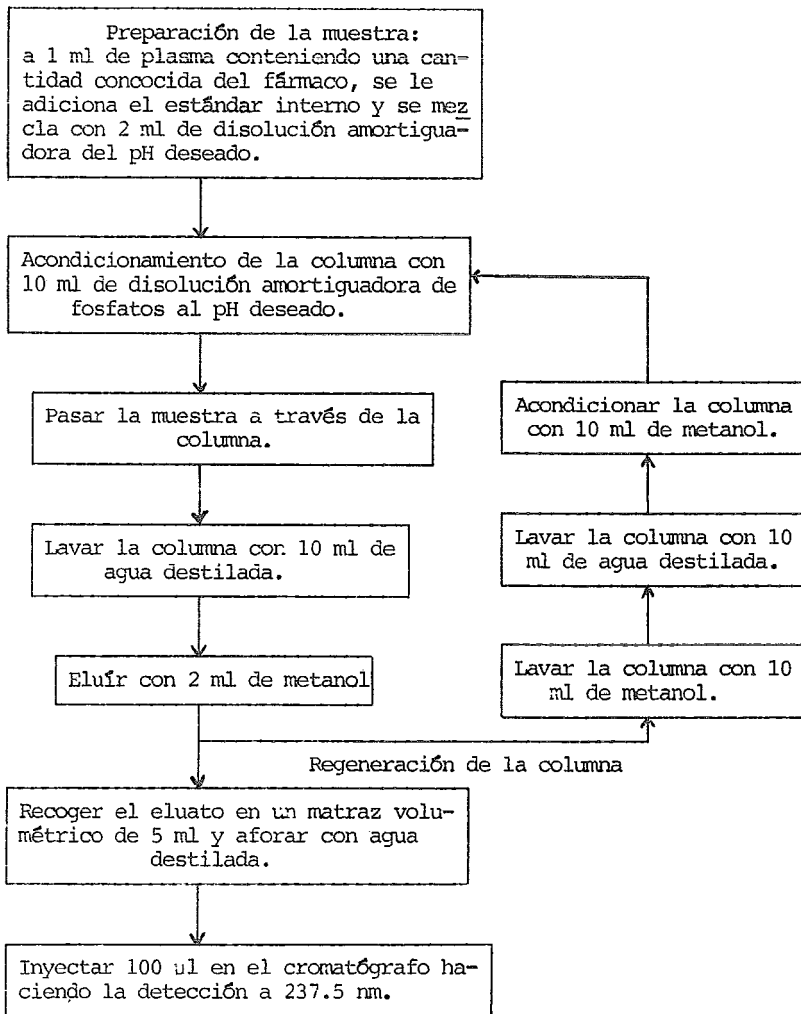 Preparación de la muestra:
a 1 ml de plasma conteniendo una can-
tidad concocida del fármaco, se le
adiciona el estándar interno y se mez
cla con 2 ml de disolución amortigua-
dora del pH deseado.
Acondicionamiento de la columna con
10 ml de disolución amortiguadora de
fosfatos al pH deseado.
Pasar la muestra a través de la
columna.
Lavar la columna con 10 ml de
agua destilada.
Eluír con 2 ml de metanol
Regeneración de la columna
Lavar la columna con 10
ml de metanol.
Lavar la columna con 10
ml de agua destilada.
Acondicionar la columna
con 10 ml de metanol.
Recoger el eluato en un matraz volu-
métrico de 5 ml y aforar con agua
destilada.
Inyectar 100 ul en el cromatógrafo ha-
ciendo la detección a 237.5 nm.